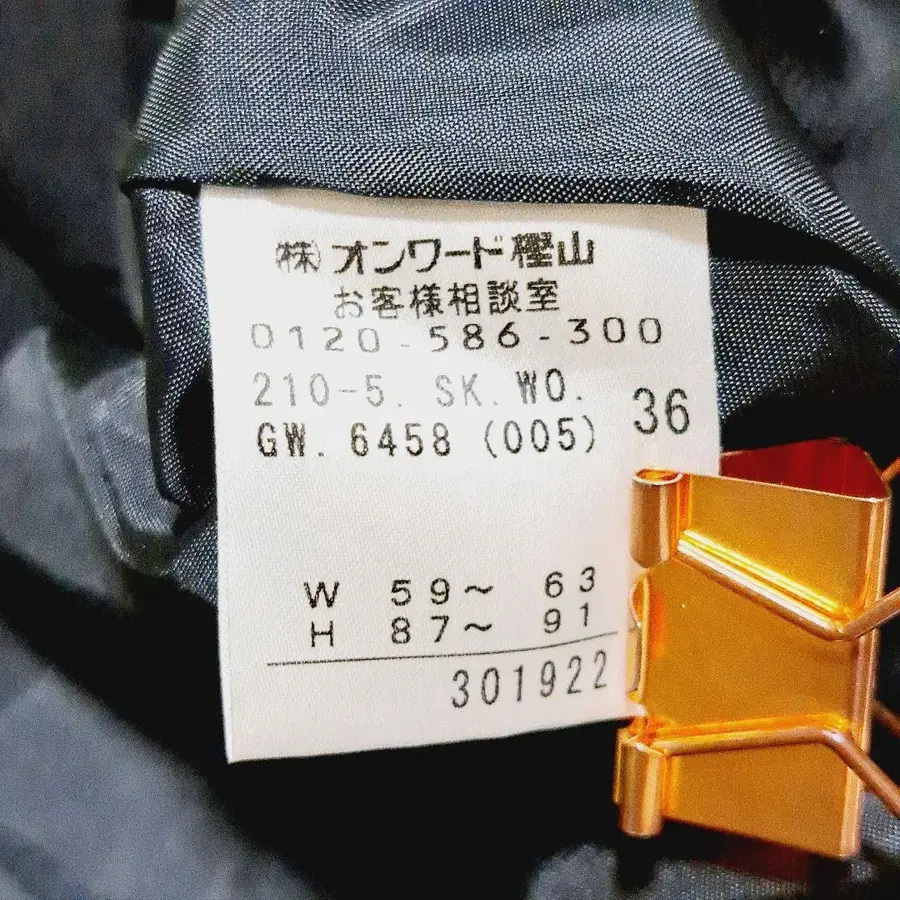 ㈱オンワード樫山
お客様相談室
0120-586-300
210-5. SK.WO.
GW. 6458 (005) 36
W 59〜 63
H 87〜 91
301922